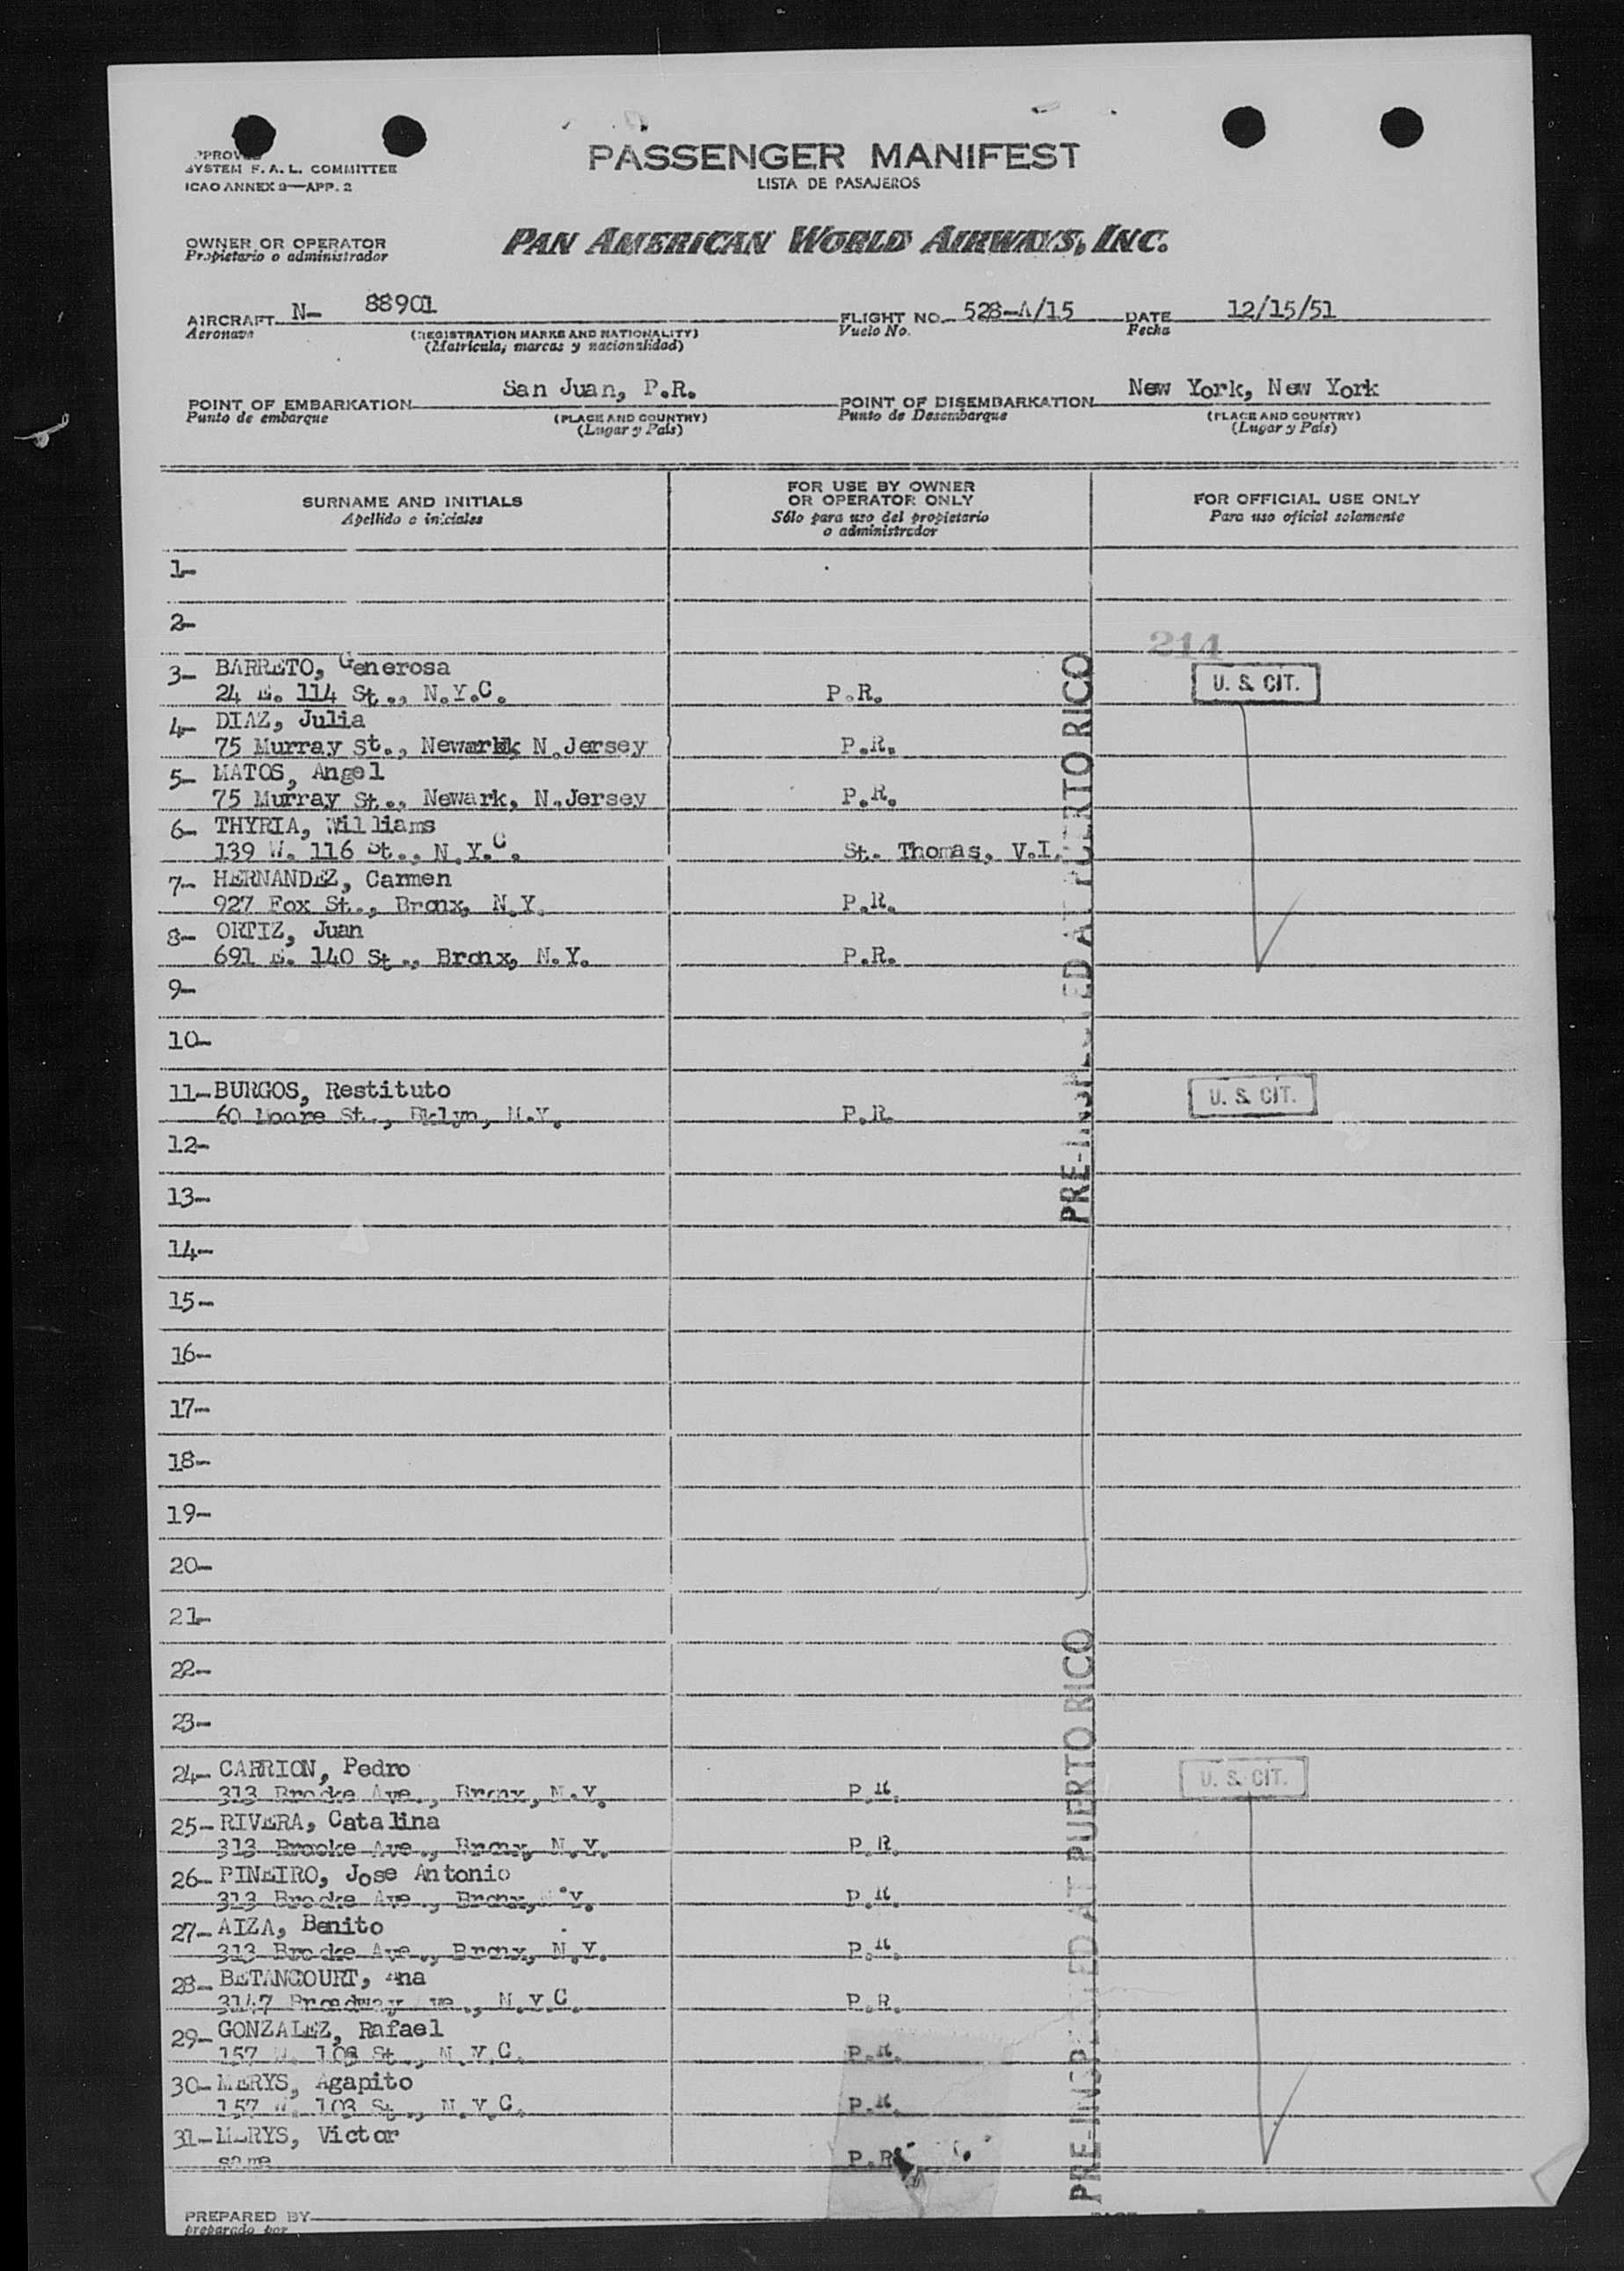 PASSENGER MANIFEST
LISTA DE PASAJEROS
SYSTEM F. A. L. COMMITTEE
ICAO ANNEX 9—APP. 2
OWNER OR OPERATOR
Propietario o administrador
PAN AMERICAN WORLD AIRWAYS, INC.
AIRCRAFT N- 88901
Aeronave
(REGISTRATION MARKS AND NATIONALITY)
(Matrícula, marcas y nacionalidad)
FLIGHT NO. 528-A/15
Vuelo No.
DATE 12/15/51
Fecha
POINT OF EMBARKATION San Juan, P.R.
Punto de embarque
(PLACE AND COUNTRY)
(Lugar y País)
POINT OF DISEMBARKATION New York, New York
Punto de Desembarque
(PLACE AND COUNTRY)
(Lugar y País)
SURNAME AND INITIALS
Apellido e iniciales
FOR USE BY OWNER
OR OPERATOR ONLY
Sólo para uso del propietario
o administrador
FOR OFFICIAL USE ONLY
Para uso oficial solamente
1-
2-
214
3- BARRETO, Generosa
24 E. 114 St., N.Y.C. P.R. U. S. CIT.
4- DIAZ, Julia
75 Murray St., Newark N.Jersey P.R.
5- MATOS, Angel
75 Murray St., Newark, N.Jersey P.R.
6- THYRIA, Williams
139 W. 116 St., N.Y.C. St. Thomas, V.I.
7- HERNANDEZ, Carmen
927 Fox St., Bronx, N.Y. P.R.
8- ORTIZ, Juan
691 E. 140 St., Bronx, N.Y. P.R.
9-
10-
11- BURGOS, Restituto
60 Moore St., Bklyn, N.Y. P.R. U. S. CIT.
PRE-INSPECTED AT PUERTO RICO
12-
13-
14-
15-
16-
17-
18-
19-
20-
21-
22-
23-
24- CARRION, Pedro
313 Brooke Ave., Bronx, N.Y. P.R. U. S. CIT.
25- RIVERA, Catalina
313 Brooke Ave., Bronx, N.Y. P.R.
26- PINEIRO, Jose Antonio
313 Brooke Ave., Bronx, N.Y. P.R.
27- AIZA, Benito
313 Brooke Ave., Bronx, N.Y. P.R.
28- BETANCOURT, Ana
3147 Broadway Ave., N.Y.C. P.R.
29- GONZALEZ, Rafael
157 W. 103 St., N.Y.C. P.R.
30- MERYS, Agapito
157 W. 103 St., N.Y.C. P.R.
31- MERYS, Victor
same P.R.
PRE-INSPECTED AT PUERTO RICO
PREPARED BY
preparado por